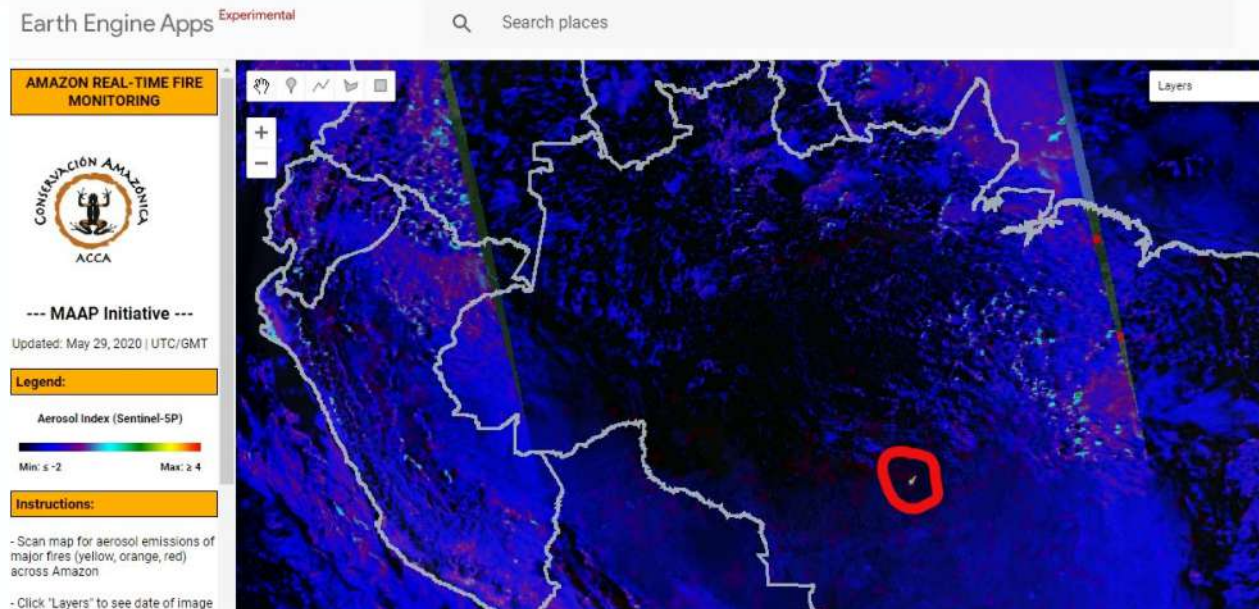 Earth Engine Apps Experimental
Search places
AMAZON REAL-TIME FIRE
MONITORING
CONSERVACIÓN AMAZÓNICA
ACCA
--- MAAP Initiative ---
Updated: May 29, 2020 | UTC/GMT
Legend:
Aerosol Index (Sentinel-5P)
Min: ≤ -2 Max: ≥ 4
Instructions:
- Scan map for aerosol emissions of
major fires (yellow, orange, red)
across Amazon
- Click "Layers" to see date of image
Layers